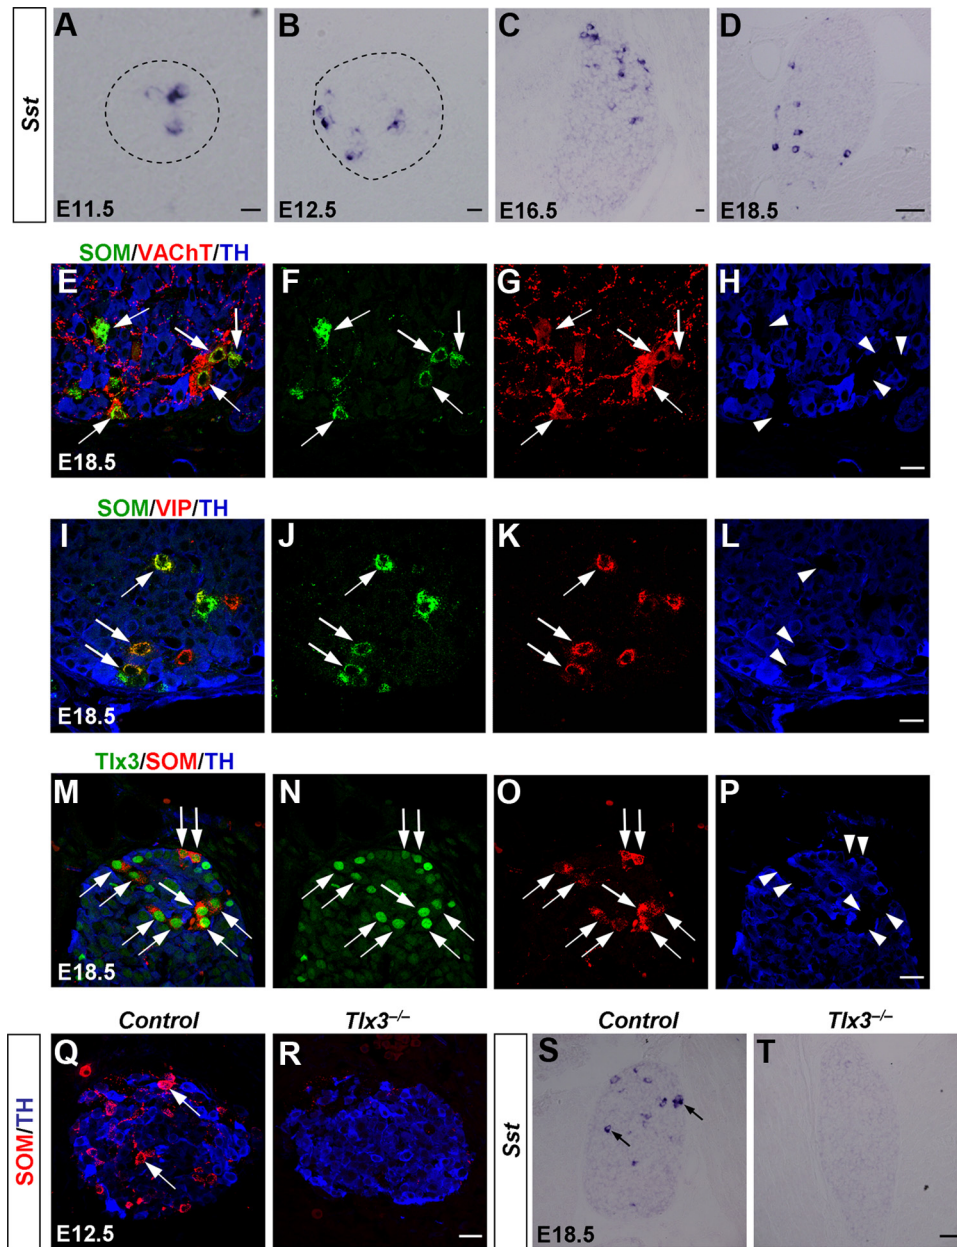 Sst
A
B
C
D
E11.5
E12.5
E16.5
E18.5
SOM/VAChT/TH
E
F
G
H
E18.5
SOM/VIP/TH
I
J
K
L
E18.5
Tlx3/SOM/TH
M
N
O
P
E18.5
Control
Tlx3–/–
Control
Tlx3–/–
SOM/TH
Q
R
Sst
S
T
E12.5
E18.5